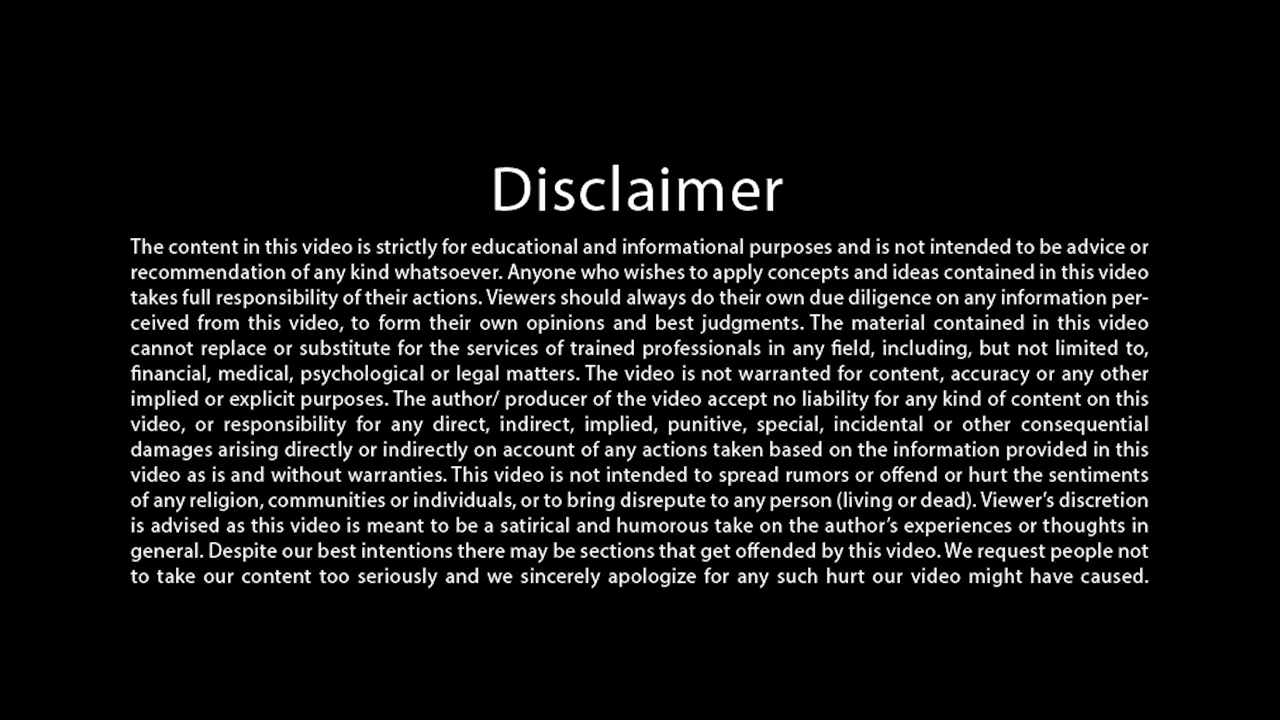 Disclaimer
The content in this video is strictly for educational and informational purposes and is not intended to be advice or
recommendation of any kind whatsoever. Anyone who wishes to apply concepts and ideas contained in this video
takes full responsibility of their actions. Viewers should always do their own due diligence on any information per-
ceived from this video, to form their own opinions and best judgments. The material contained in this video
cannot replace or substitute for the services of trained professionals in any field, including, but not limited to,
financial, medical, psychological or legal matters. The video is not warranted for content, accuracy or any other
implied or explicit purposes. The author/ producer of the video accept no liability for any kind of content on this
video, or responsibility for any direct, indirect, implied, punitive, special, incidental or other consequential
damages arising directly or indirectly on account of any actions taken based on the information provided in this
video as is and without warranties. This video is not intended to spread rumors or offend or hurt the sentiments
of any religion, communities or individuals, or to bring disrepute to any person (living or dead). Viewer’s discretion
is advised as this video is meant to be a satirical and humorous take on the author’s experiences or thoughts in
general. Despite our best intentions there may be sections that get offended by this video. We request people not
to take our content too seriously and we sincerely apologize for any such hurt our video might have caused.